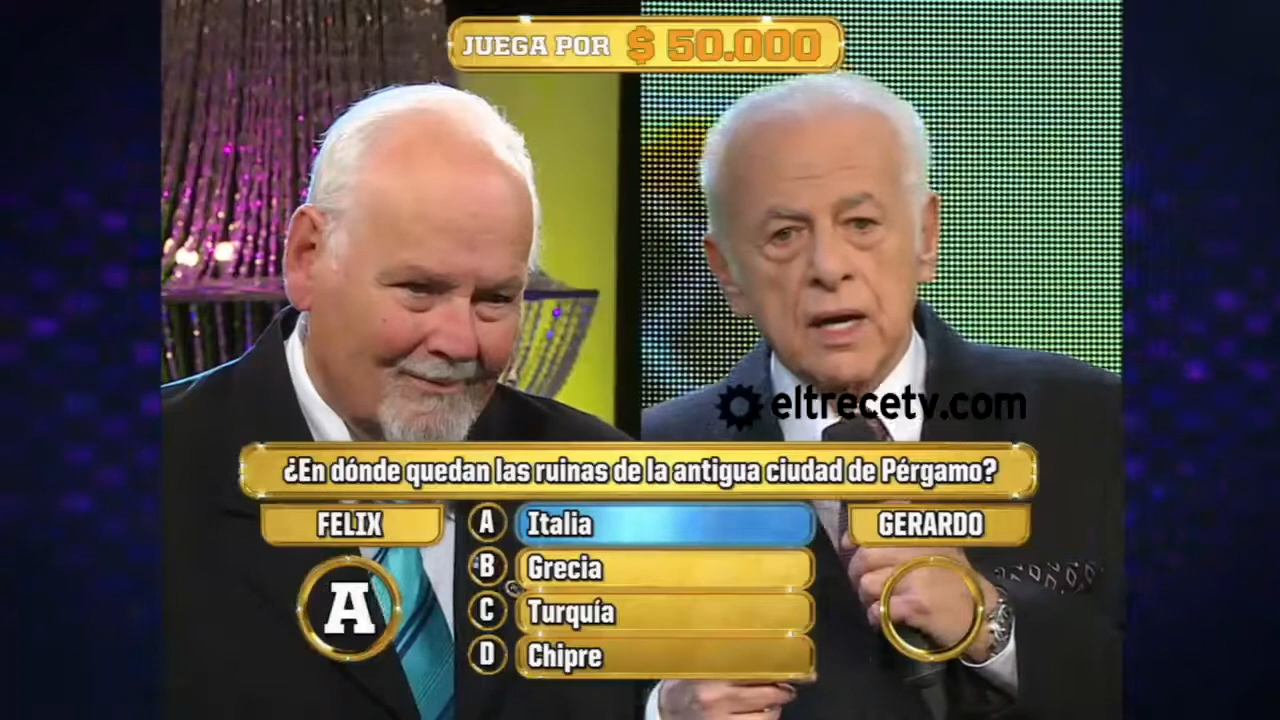 JUEGA POR $ 50.000
eltrecetv.com
¿En dónde quedan las ruinas de la antigua ciudad de Pérgamo?
FELIX
A Italia
GERARDO
B Grecia
A
C Turquía
D Chipre